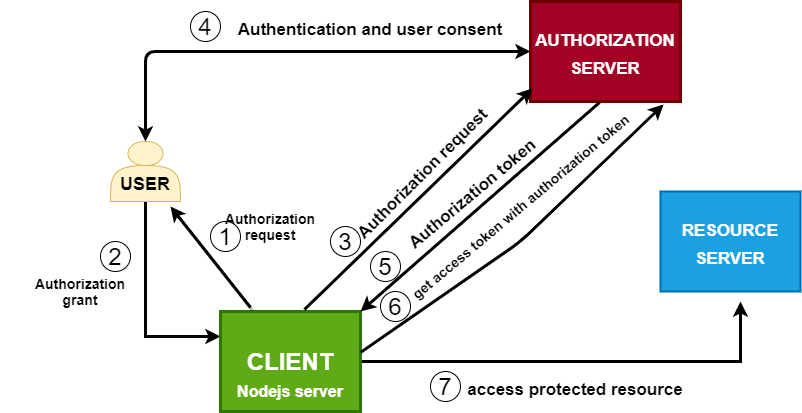 4 Authentication and user consent
AUTHORIZATION
SERVER
USER
Authorization request
3
Authorization token
5
get access token with authorization token
6
1 Authorization
request
2
Authorization
grant
RESOURCE
SERVER
CLIENT
Nodejs server
7 access protected resource